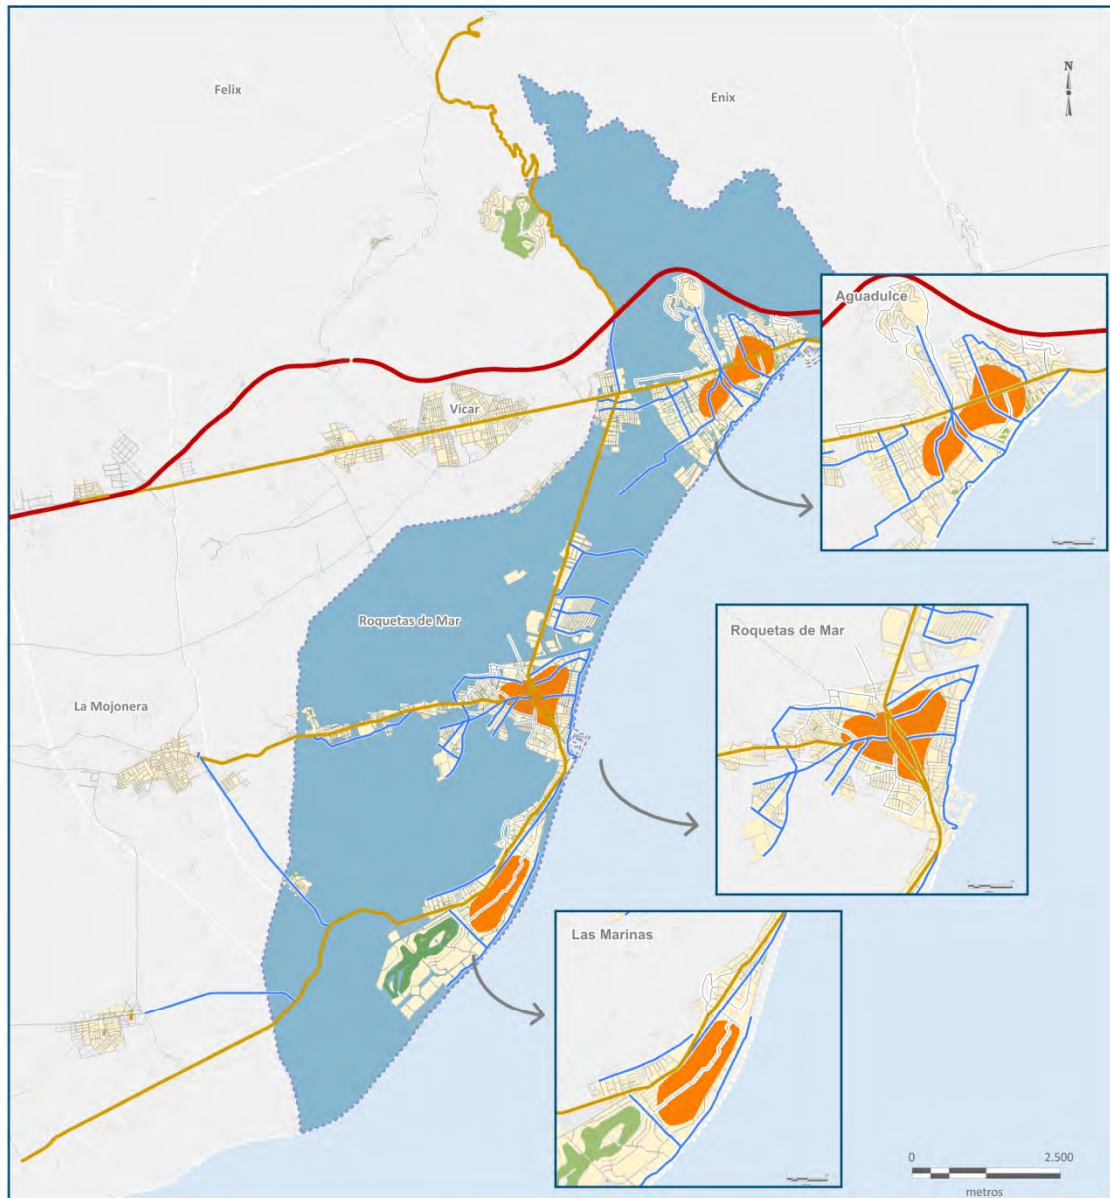 Felix
Enix
N
Aguadulce
Vícar
Roquetas de Mar
Roquetas de Mar
La Mojonera
Las Marinas
0
2.500
metros